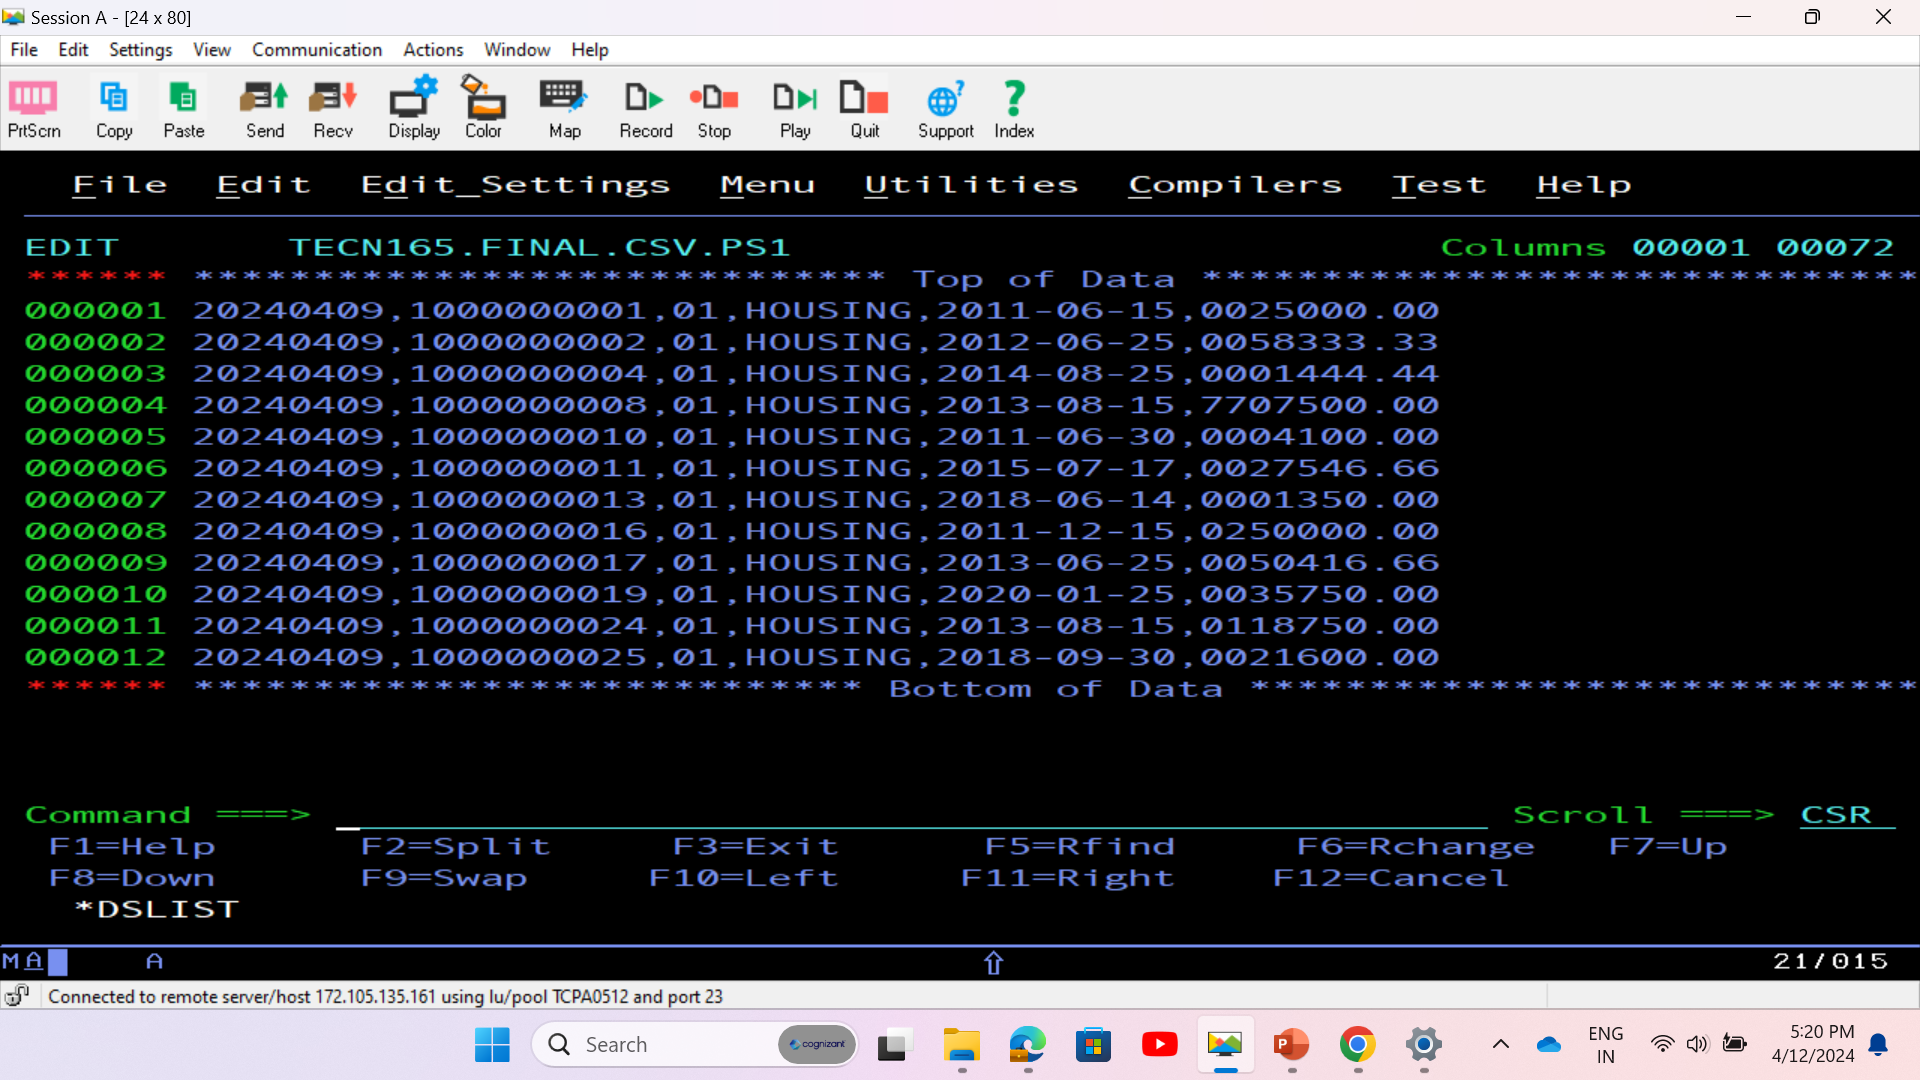 Session A - [24 x 80]
File Edit Settings View Communication Actions Window Help
PrtScrn Copy Paste Send Recv Display Color Map Record Stop Play Quit Support Index
File Edit Edit_Settings Menu Utilities Compilers Test Help
EDIT TECN165.FINAL.CSV.PS1 Columns 00001 00072
****** ***************************** Top of Data ******************************
000001 20240409,1000000001,01,HOUSING,2011-06-15,0025000.00
000002 20240409,1000000002,01,HOUSING,2012-06-25,0058333.33
000003 20240409,1000000004,01,HOUSING,2014-08-25,0001444.44
000004 20240409,1000000008,01,HOUSING,2013-08-15,7707500.00
000005 20240409,1000000010,01,HOUSING,2011-06-30,0004100.00
000006 20240409,1000000011,01,HOUSING,2015-07-17,0027546.66
000007 20240409,1000000013,01,HOUSING,2018-06-14,0001350.00
000008 20240409,1000000016,01,HOUSING,2011-12-15,0250000.00
000009 20240409,1000000017,01,HOUSING,2013-06-25,0050416.66
000010 20240409,1000000019,01,HOUSING,2020-01-25,0035750.00
000011 20240409,1000000024,01,HOUSING,2013-08-15,0118750.00
000012 20240409,1000000025,01,HOUSING,2018-09-30,0021600.00
****** **************************** Bottom of Data ****************************
Command ===> Scroll ===> CSR
F1=Help F2=Split F3=Exit F5=Rfind F6=Rchange F7=Up
F8=Down F9=Swap F10=Left F11=Right F12=Cancel
*DSLIST
MA A 21/015
Connected to remote server/host 172.105.135.161 using lu/pool TCPA0512 and port 23
Search cognizant ENG IN 5:20 PM
4/12/2024